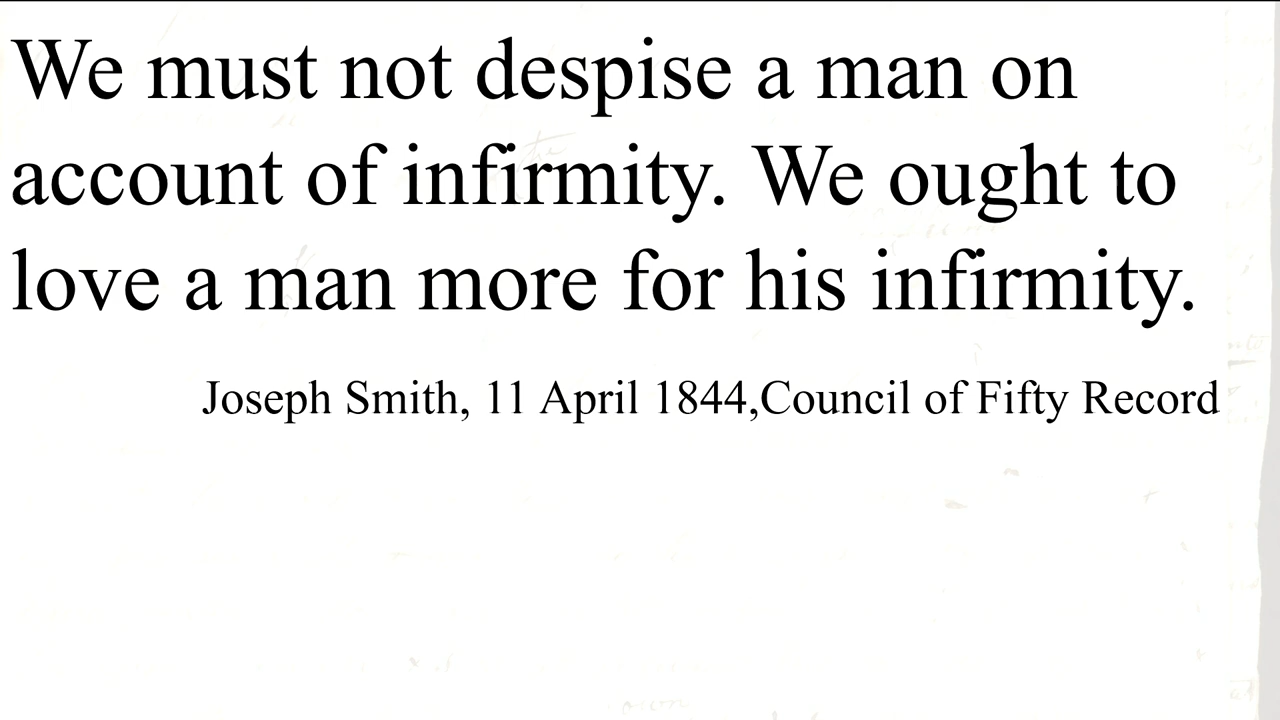 We must not despise a man on
account of infirmity. We ought to
love a man more for his infirmity.
Joseph Smith, 11 April 1844,Council of Fifty Record